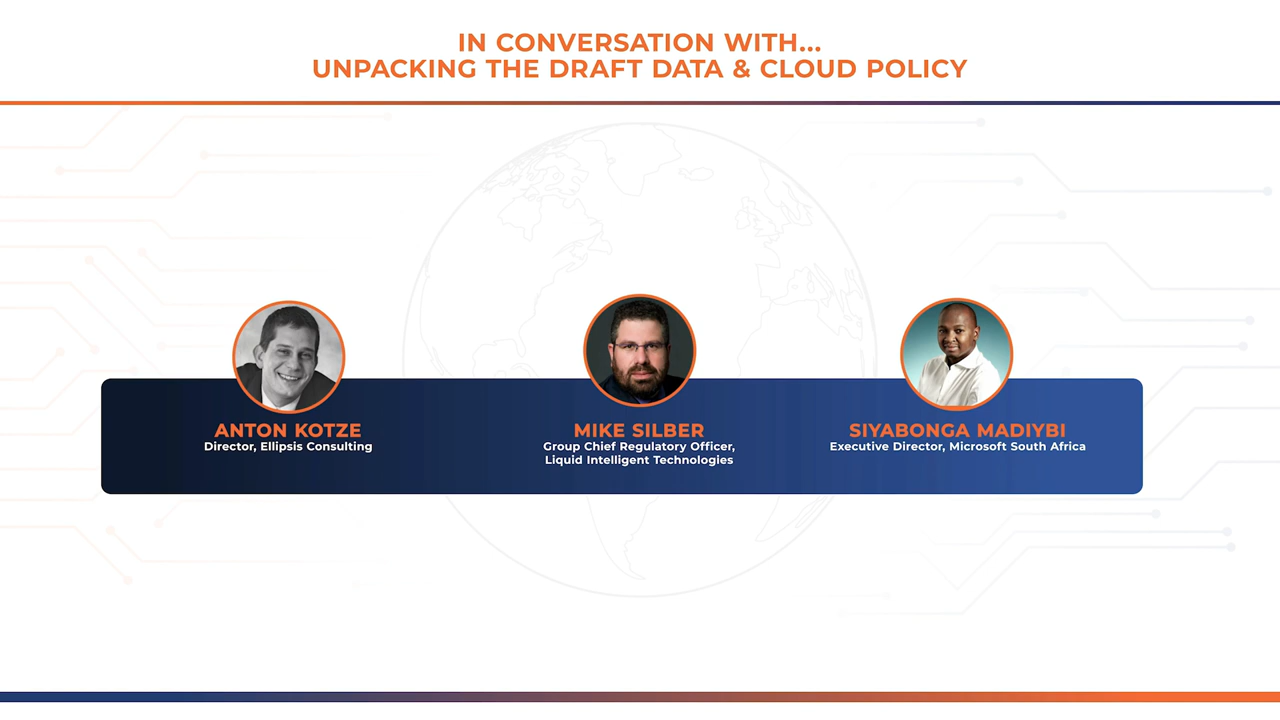 IN CONVERSATION WITH...
UNPACKING THE DRAFT DATA & CLOUD POLICY
ANTON KOTZE
Director, Ellipsis Consulting
MIKE SILBER
Group Chief Regulatory Officer,
Liquid Intelligent Technologies
SIYABONGA MADIYBI
Executive Director, Microsoft South Africa